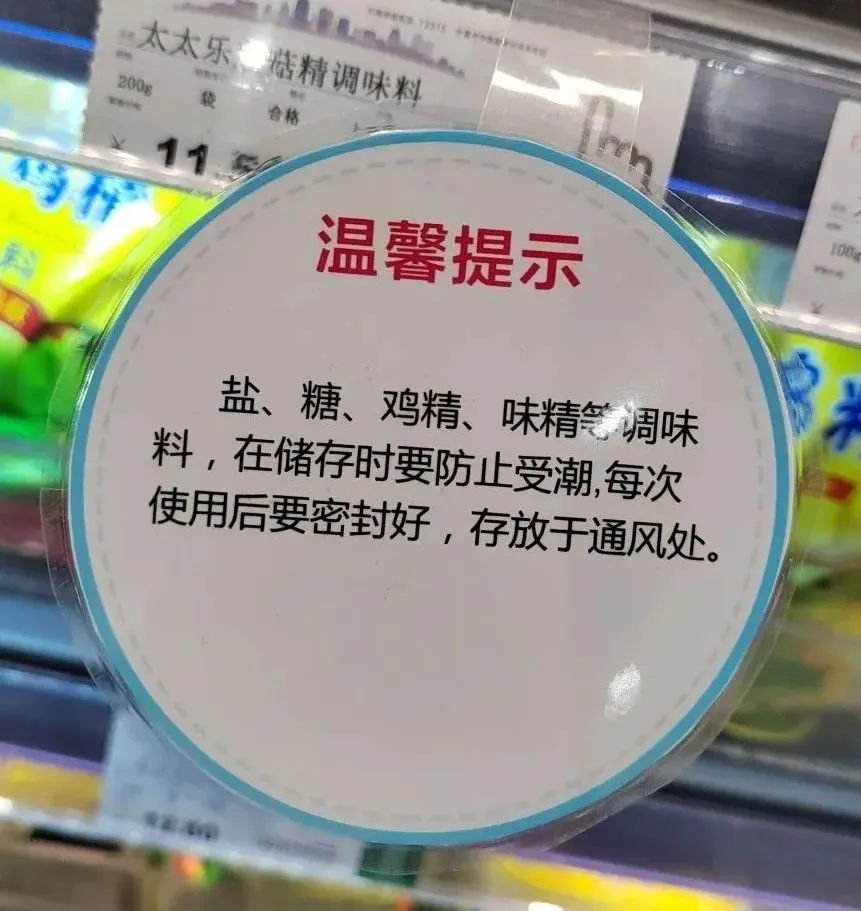 太太乐
菇精调味料
200g
袋
合格
¥
11
100g
温馨提示
盐、糖、鸡精、味精等调味
料，在储存时要防止受潮,每次
使用后要密封好，存放于通风处。